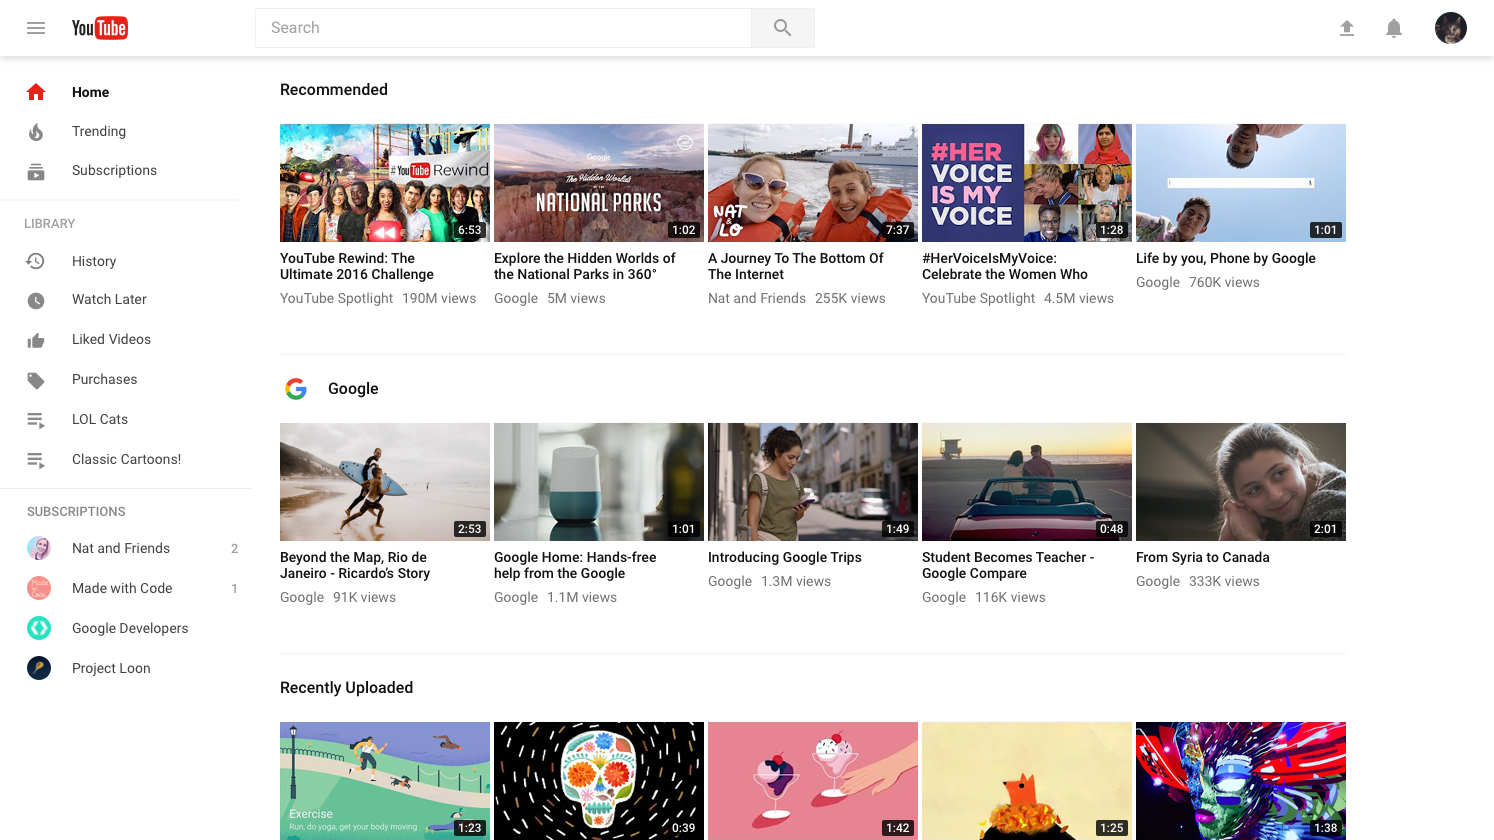 YouTube
Search
Home
Trending
Subscriptions
LIBRARY
History
Watch Later
Liked Videos
Purchases
LOL Cats
Classic Cartoons!
SUBSCRIPTIONS
Nat and Friends 2
Made with Code 1
Google Developers
Project Loon
Recommended
#YouTube Rewind
6:53
YouTube Rewind: The
Ultimate 2016 Challenge
YouTube Spotlight 190M views
Google
The Hidden Worlds
OF THE
NATIONAL PARKS
1:02
Explore the Hidden Worlds of
the National Parks in 360°
Google 5M views
NAT
&
LO
7:37
A Journey To The Bottom Of
The Internet
Nat and Friends 255K views
#HER
VOICE
IS MY
VOICE
1:28
#HerVoiceIsMyVoice:
Celebrate the Women Who
YouTube Spotlight 4.5M views
1:01
Life by you, Phone by Google
Google 760K views
Google
2:53
Beyond the Map, Rio de
Janeiro - Ricardo’s Story
Google 91K views
1:01
Google Home: Hands-free
help from the Google
Google 1.1M views
1:49
Introducing Google Trips
Google 1.3M views
0:48
Student Becomes Teacher -
Google Compare
Google 116K views
2:01
From Syria to Canada
Google 333K views
Recently Uploaded
Exercise
Run, do yoga, get your body moving
1:23
0:39
1:42
1:25
1:38